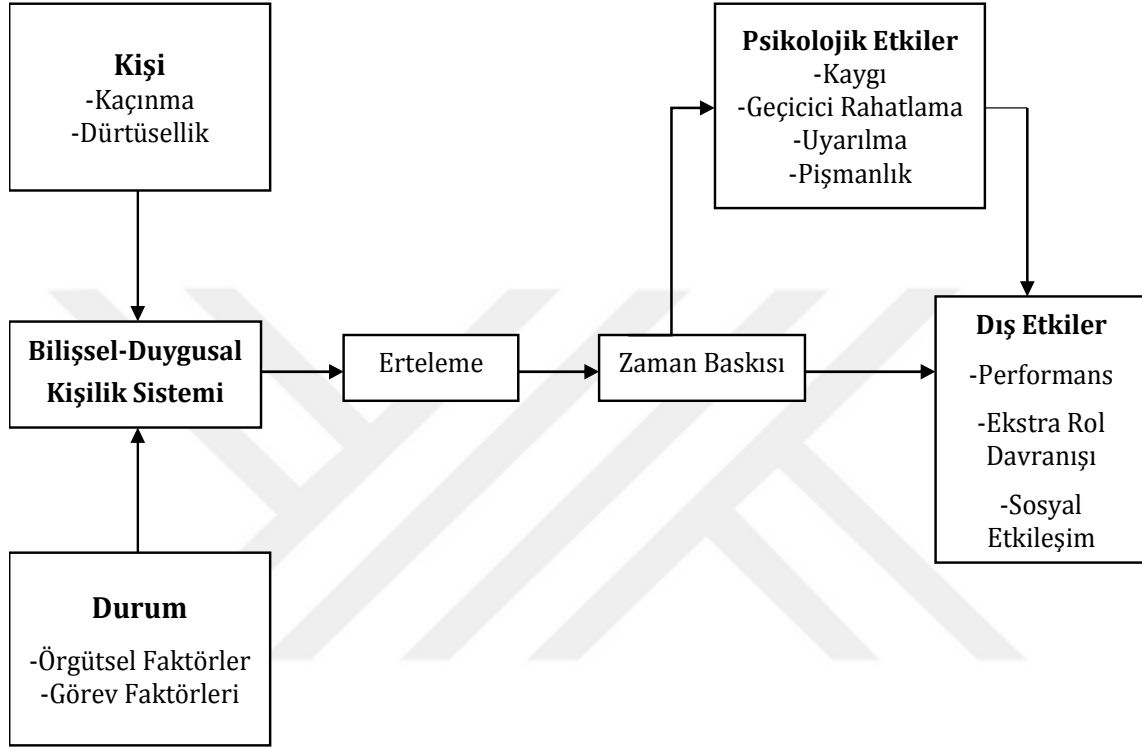 Kişi
-Kaçınma
-Dürtüsellik
Psikolojik Etkiler
-Kaygı
-Geçicici Rahatlama
-Uyarılma
-Pişmanlık
Bilişsel-Duygusal
Kişilik Sistemi
Erteleme
Zaman Baskısı
Dış Etkiler
-Performans
-Ekstra Rol
Davranışı
-Sosyal
Etkileşim
Durum
-Örgütsel Faktörler
-Görev Faktörleri